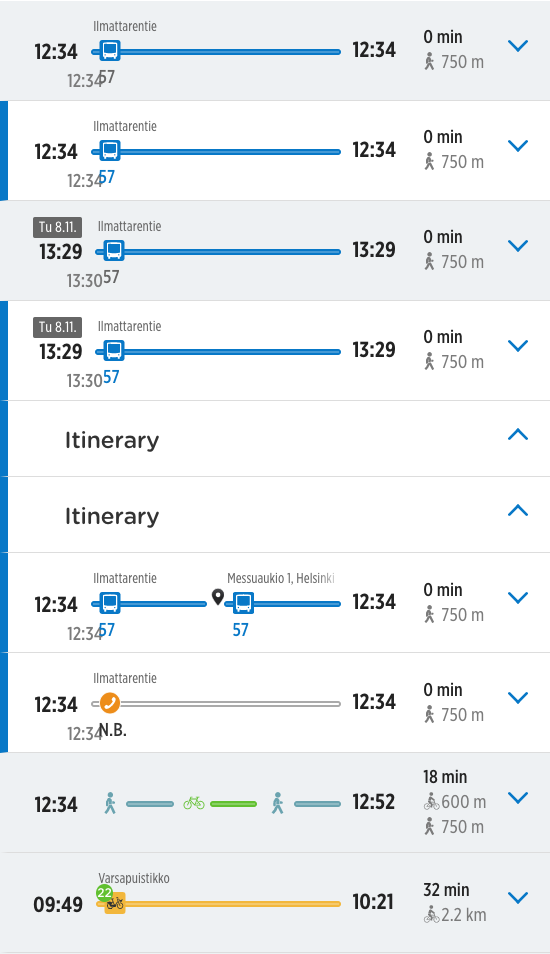 Ilmattarentie
12:34 12:34 0 min
12:34 57 750 m
Ilmattarentie
12:34 12:34 0 min
12:34 57 750 m
Tu 8.11. Ilmattarentie
13:29 13:29 0 min
13:30 57 750 m
Tu 8.11. Ilmattarentie
13:29 13:29 0 min
13:30 57 750 m
Itinerary
Itinerary
Ilmattarentie Messuaukio 1, Helsinki
12:34 12:34 0 min
12:34 57 57 750 m
Ilmattarentie
12:34 12:34 0 min
12:34 N.B. 750 m
18 min
12:34 12:52 600 m
750 m
Varsapuistikko
22
09:49 10:21 32 min
2.2 km